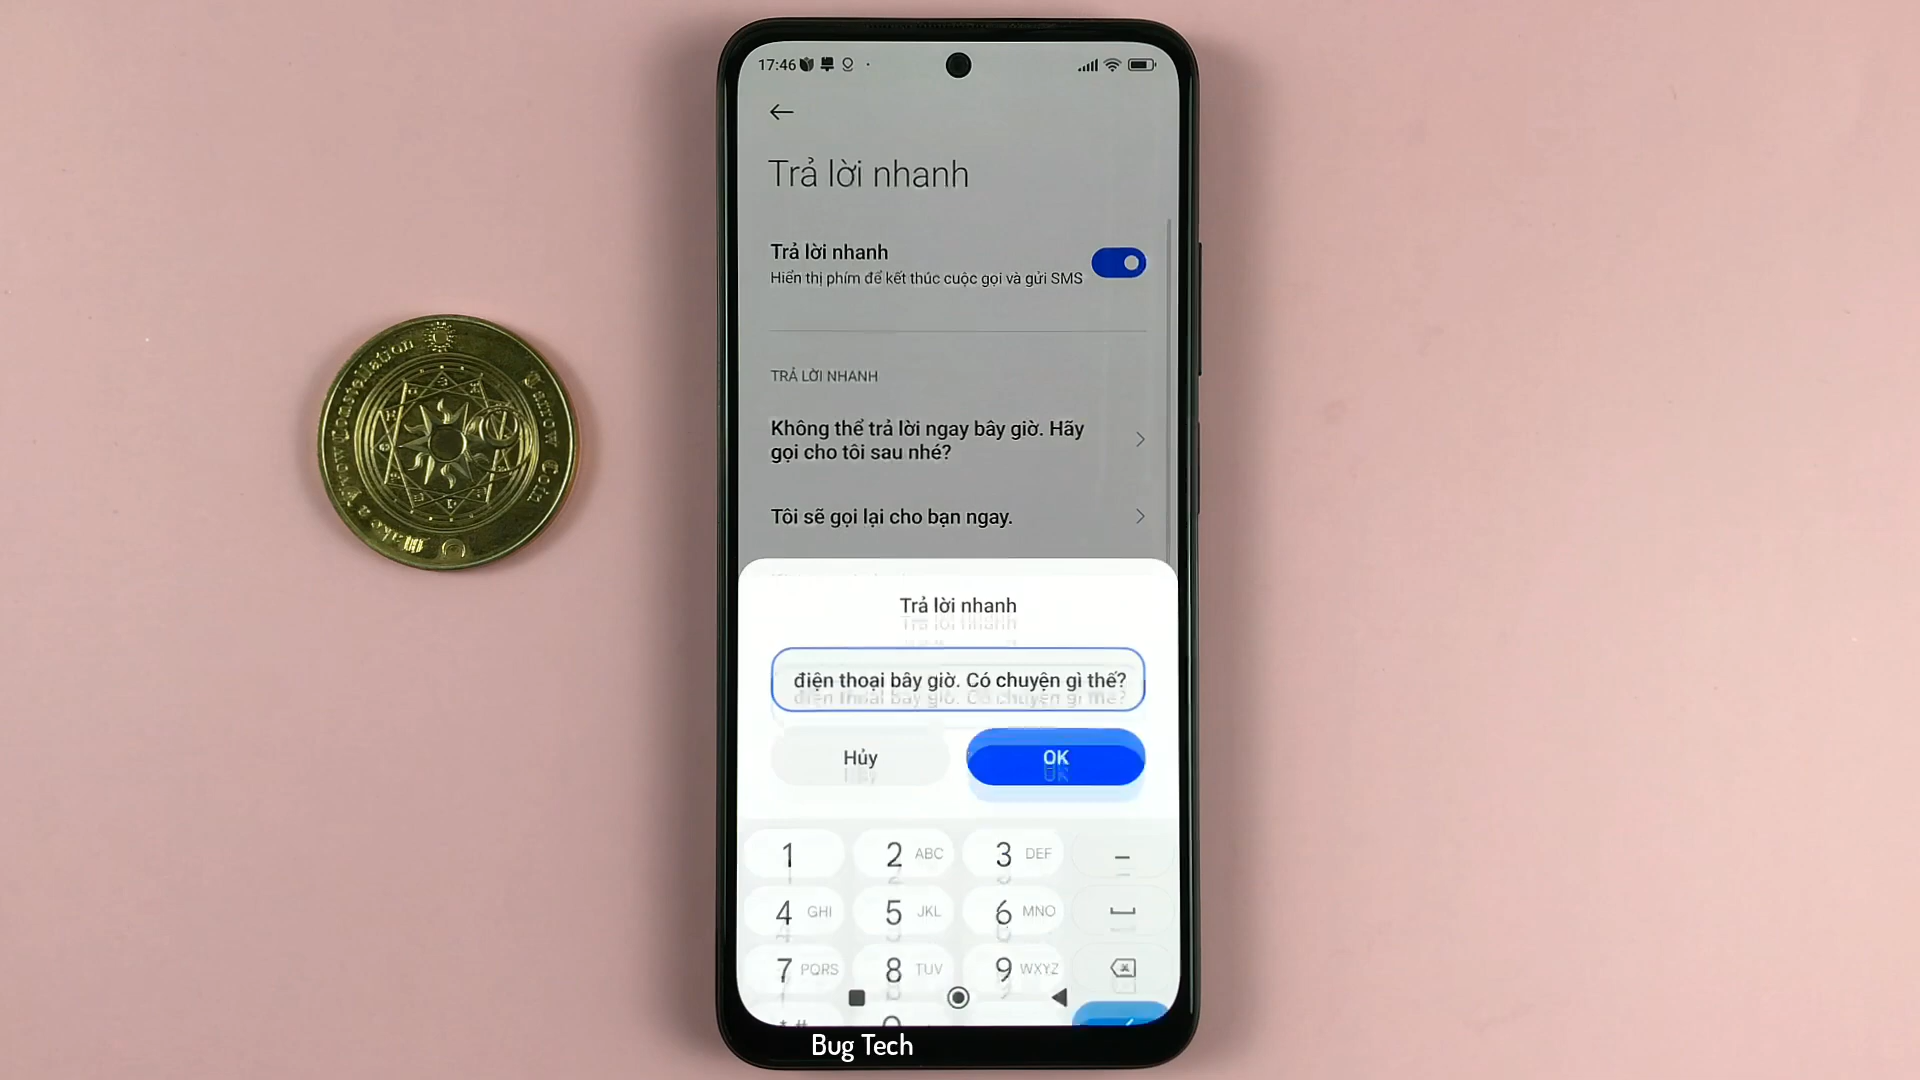 17:46
Trả lời nhanh
Trả lời nhanh
Hiển thị phím để kết thúc cuộc gọi và gửi SMS
TRẢ LỜI NHANH
Không thể trả lời ngay bây giờ. Hãy
gọi cho tôi sau nhé?
Tôi sẽ gọi lại cho bạn ngay.
Trả lời nhanh
điện thoại bây giờ. Có chuyện gì thế?
Hủy OK
1 2 ABC 3 DEF –
4 GHI 5 JKL 6 MNO
7 PQRS 8 TUV 9 WXYZ
* #
Bug Tech
Constellation
Tarrow Coin